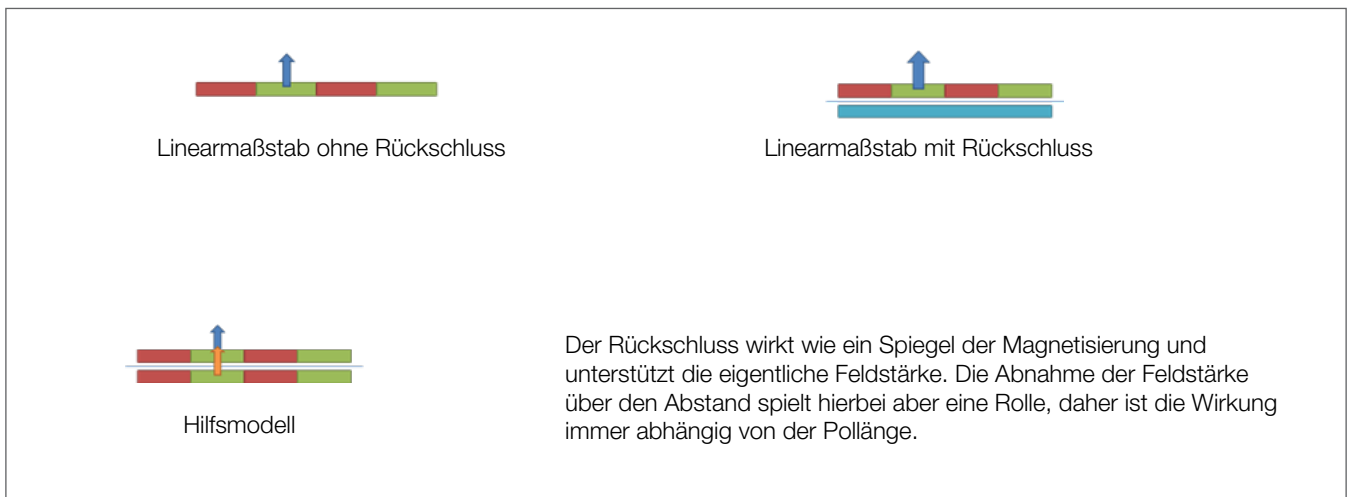 Linearmaßstab ohne Rückschluss
Linearmaßstab mit Rückschluss
Hilfsmodell
Der Rückschluss wirkt wie ein Spiegel der Magnetisierung und
unterstützt die eigentliche Feldstärke. Die Abnahme der Feldstärke
über den Abstand spielt hierbei aber eine Rolle, daher ist die Wirkung
immer abhängig von der Pollänge.